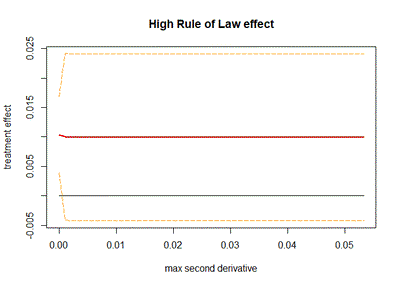 High Rule of Law effect
treatment effect
0.025
0.015
0.005
-0.005
0.00 0.01 0.02 0.03 0.04 0.05
max second derivative